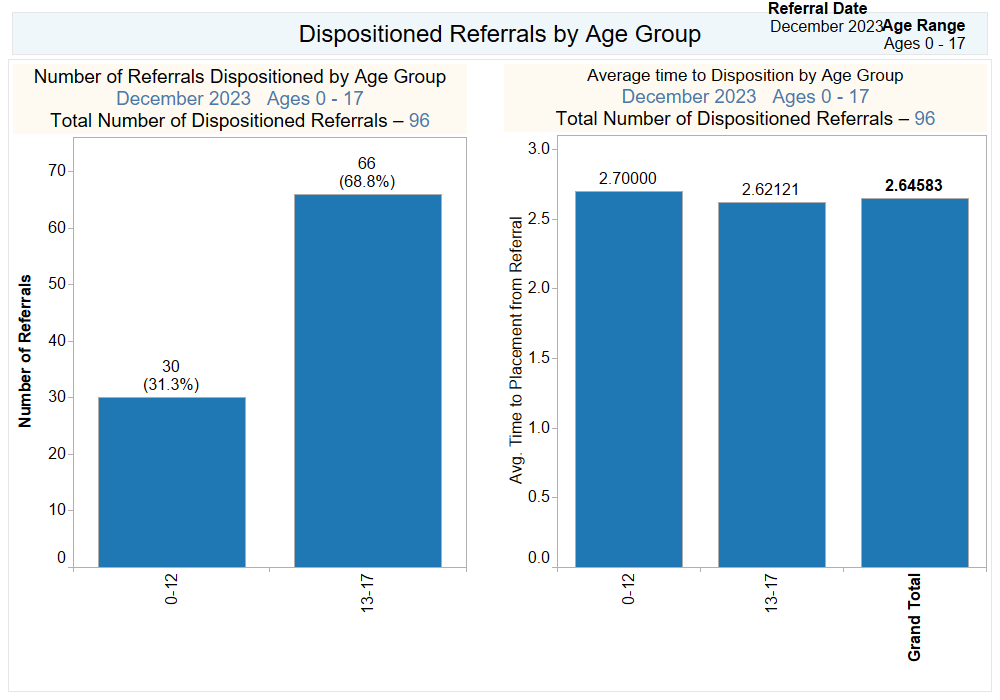 Dispositioned Referrals by Age Group
Referral Date
December 2023
Age Range
Ages 0 - 17
Number of Referrals Dispositioned by Age Group
December 2023 Ages 0 - 17
Total Number of Dispositioned Referrals – 96
Number of Referrals
70
60
50
40
30
20
10
0
30
(31.3%)
66
(68.8%)
0-12
13-17
Average time to Disposition by Age Group
December 2023 Ages 0 - 17
Total Number of Dispositioned Referrals – 96
Avg. Time to Placement from Referral
3.0
2.5
2.0
1.5
1.0
0.5
0.0
2.70000
2.62121
2.64583
0-12
13-17
Grand Total